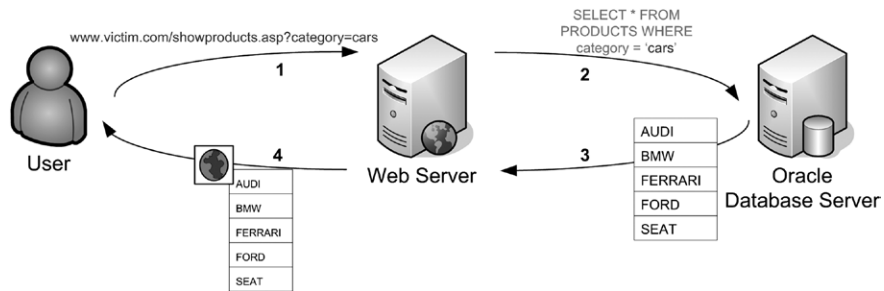 www.victim.com/showproducts.asp?category=cars
1
SELECT * FROM
PRODUCTS WHERE
category = 'cars'
2
User
Web Server
Oracle
Database Server
3
AUDI
BMW
FERRARI
FORD
SEAT
4
AUDI
BMW
FERRARI
FORD
SEAT